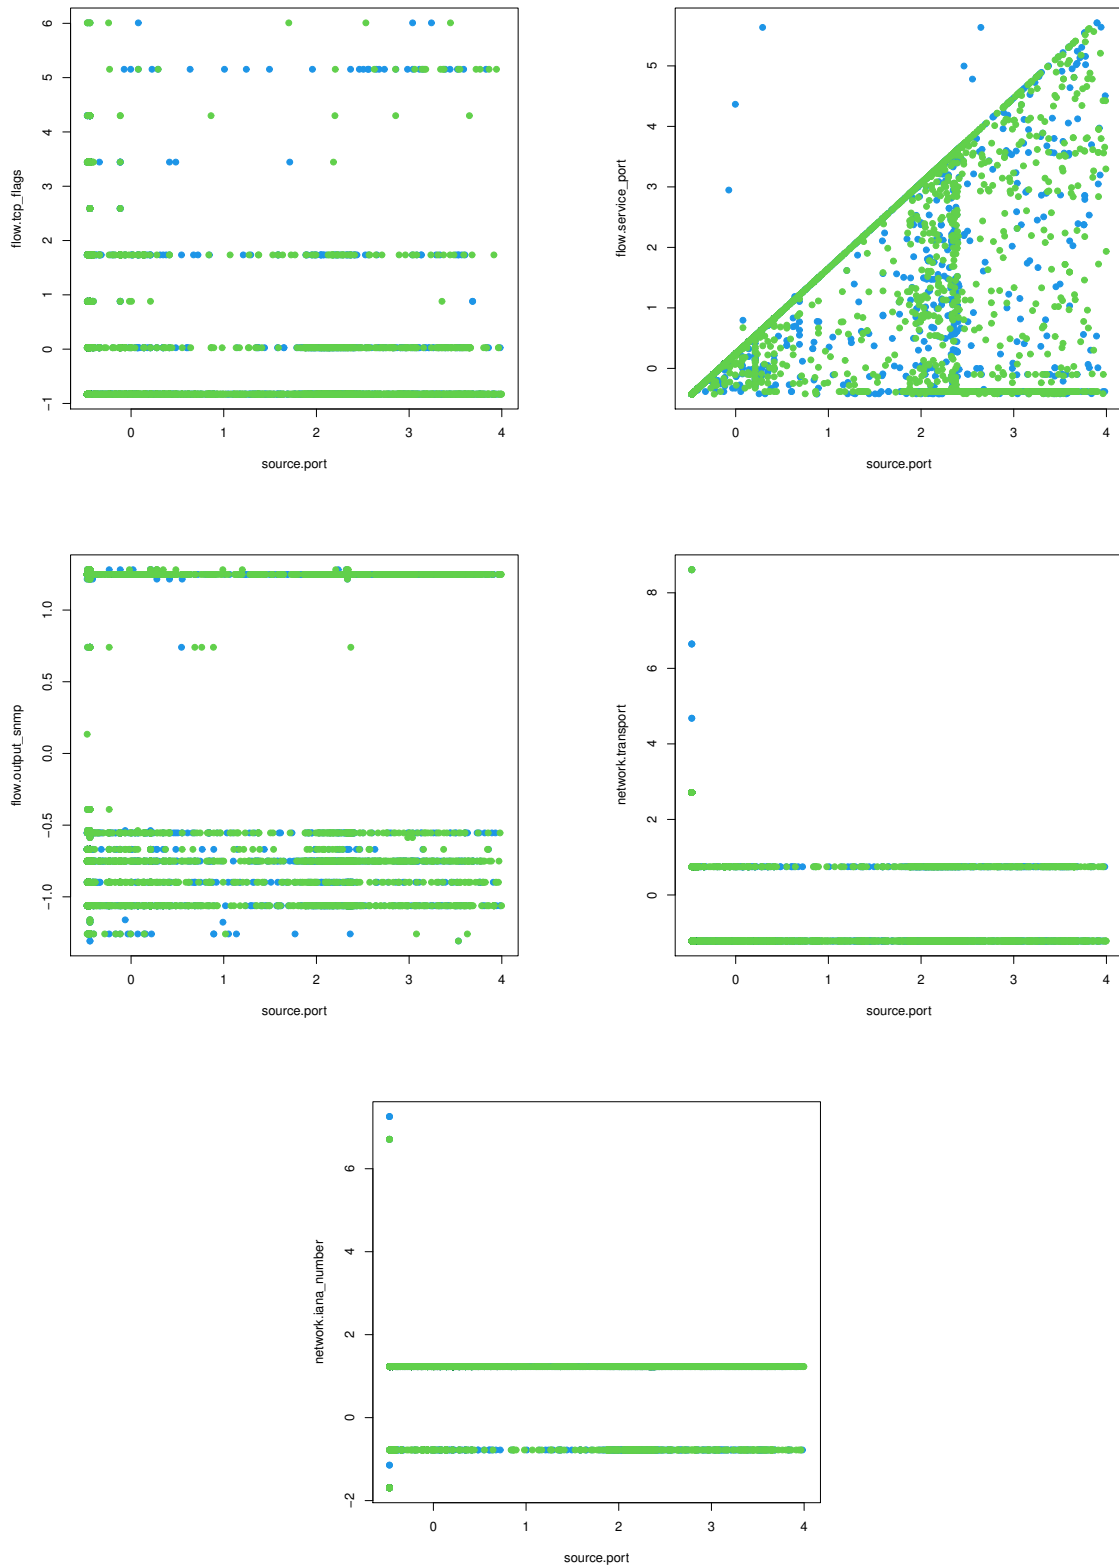 6
5
4
3
2
1
0
−1
flow.tcp_flags
0 1 2 3 4
source.port
5
4
3
2
1
0
flow.service_port
0 1 2 3 4
source.port
1.0
0.5
0.0
−0.5
−1.0
flow.output_snmp
0 1 2 3 4
source.port
8
6
4
2
0
network.transport
0 1 2 3 4
source.port
6
4
2
0
−2
network.iana_number
0 1 2 3 4
source.port